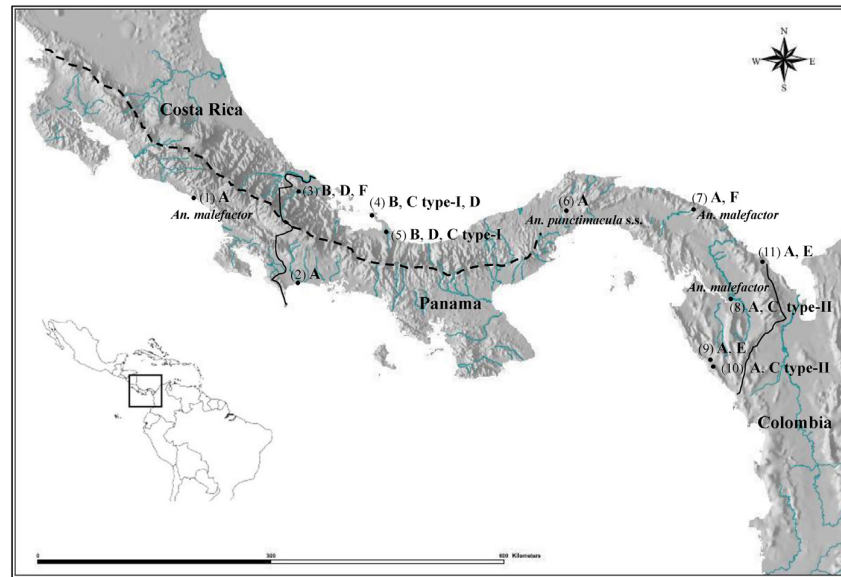 N
W E
S
Costa Rica
(1) A
An. malefactor
(3) B, D, F
(4) B, C type-I, D
(5) B, D, C type-I
(2) A
Panama
(6) A
An. punctimacula s.s.
(7) A, F
An. malefactor
(11) A, E
An. malefactor
(8) A, C type-II
(9) A, E
(10) A, C type-II
Colombia
0 300 600 Kilometers